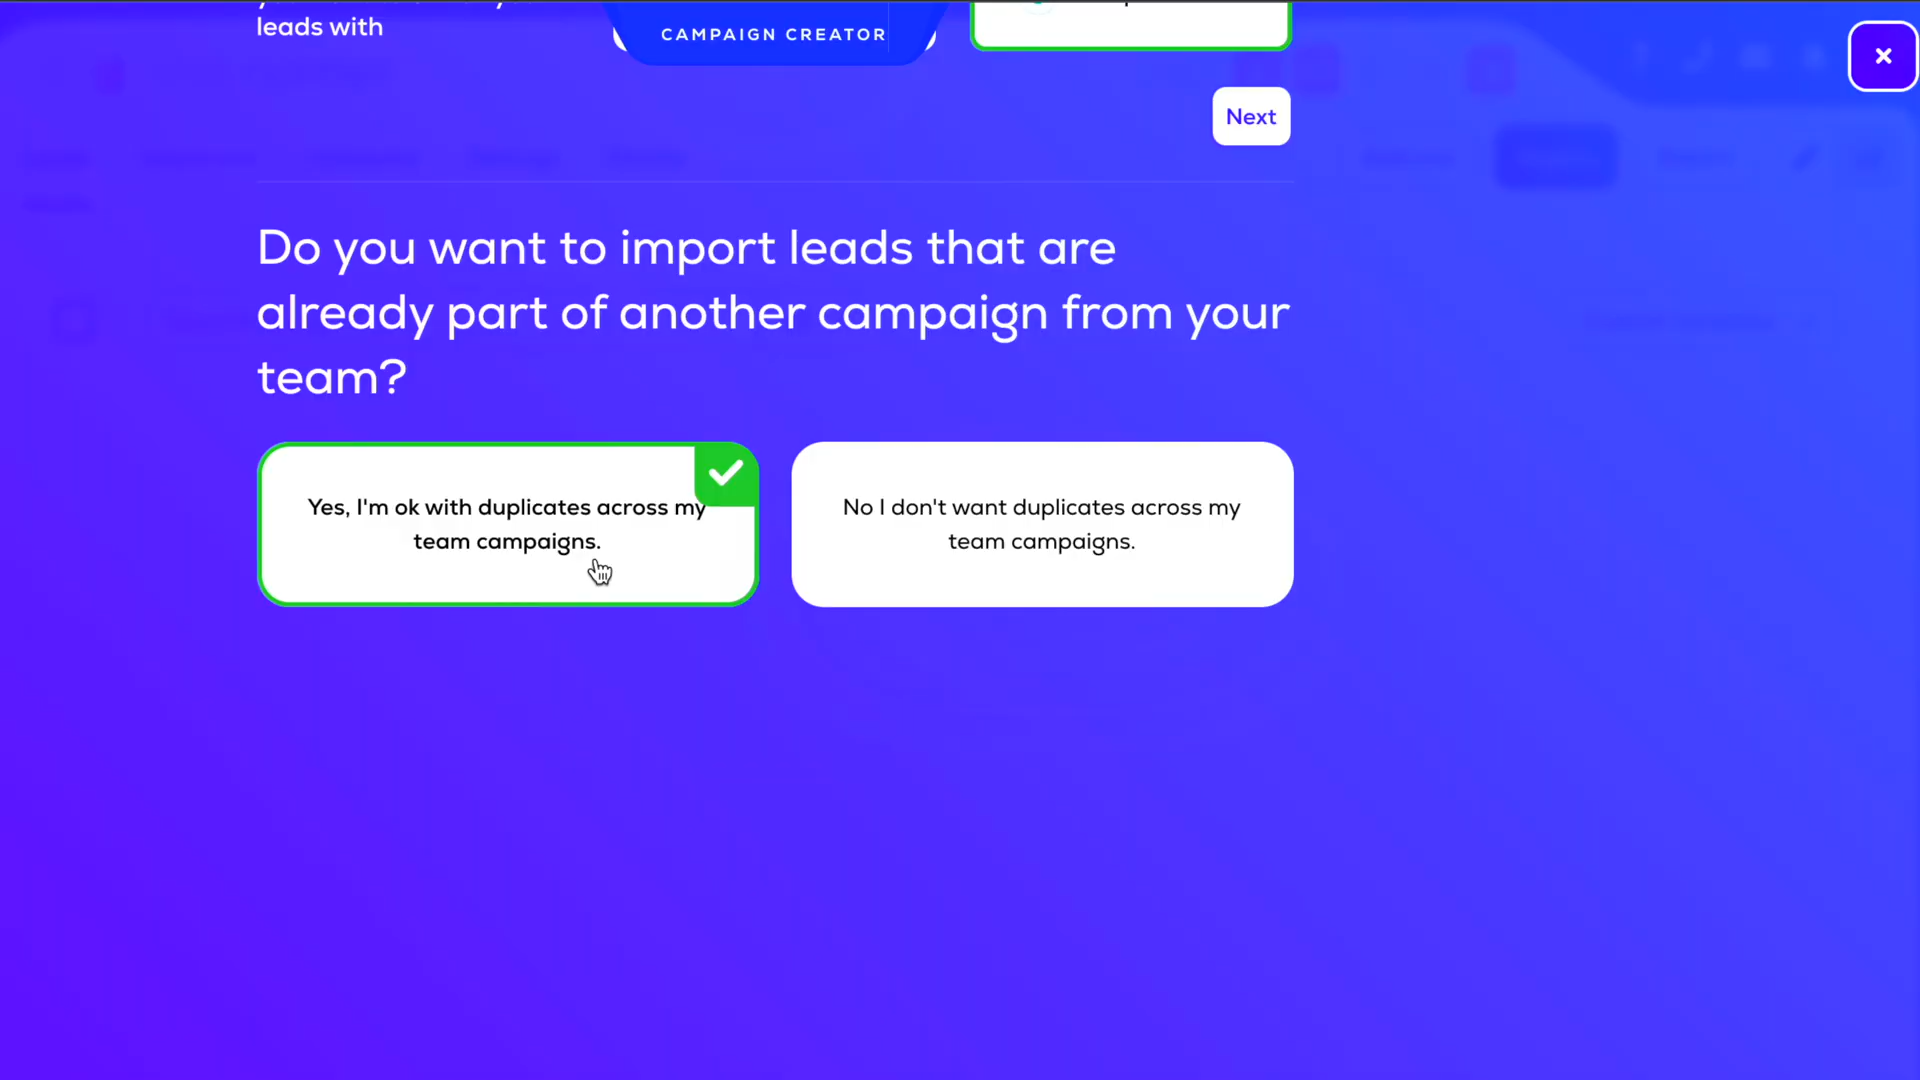 leads with
CAMPAIGN CREATOR
Next
Do you want to import leads that are
already part of another campaign from your
team?
Yes, I'm ok with duplicates across my
team campaigns.
No I don't want duplicates across my
team campaigns.